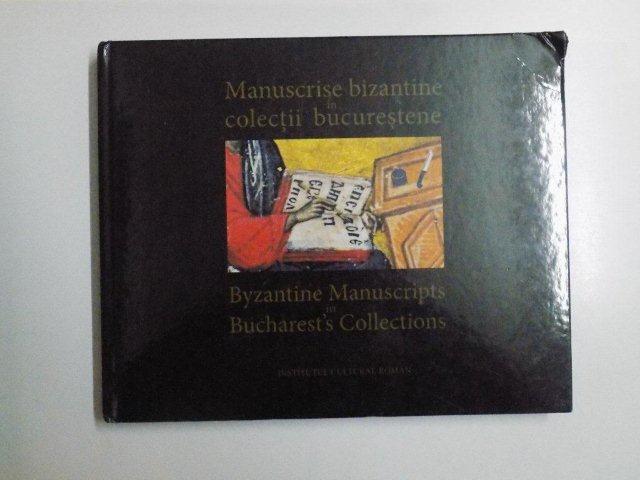 Manuscrise bizantine
în
colecții bucureștene
Byzantine Manuscripts
in
Bucharest's Collections
INSTITUTUL CULTURAL ROMÂN